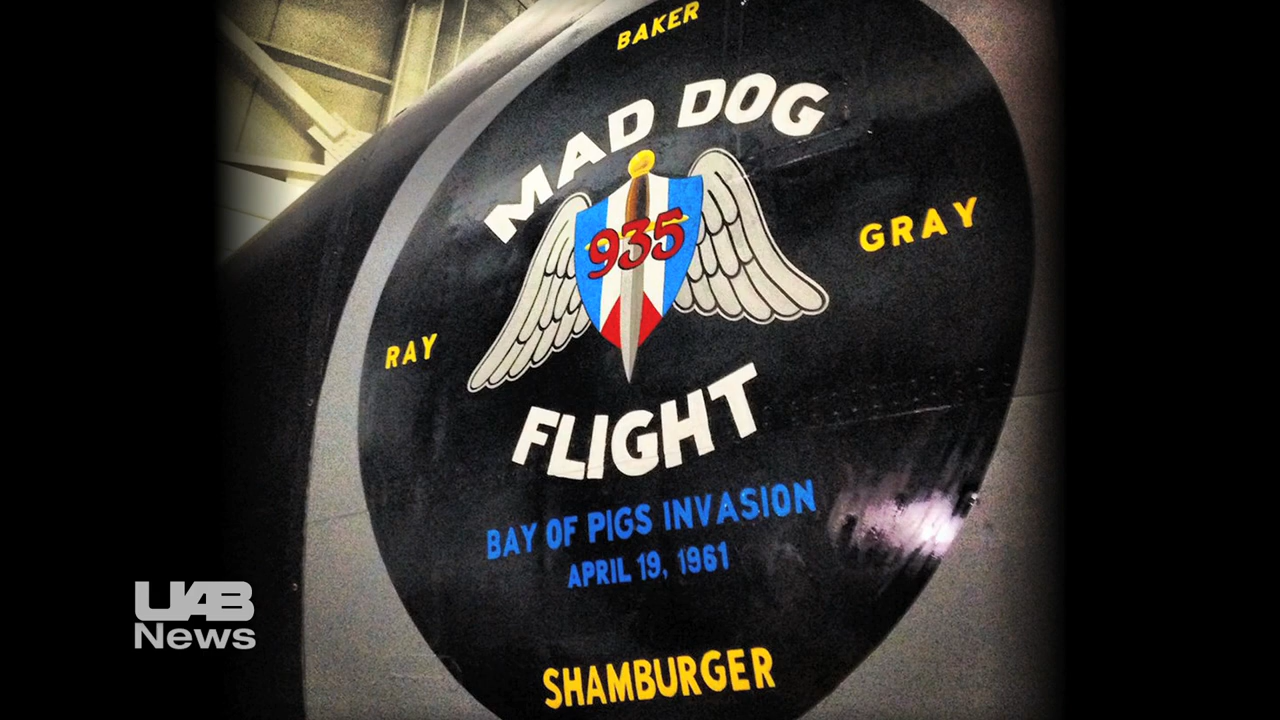 BAKER
MAD DOG
935
GRAY
RAY
FLIGHT
BAY OF PIGS INVASION
APRIL 19, 1961
SHAMBURGER
UAB
News